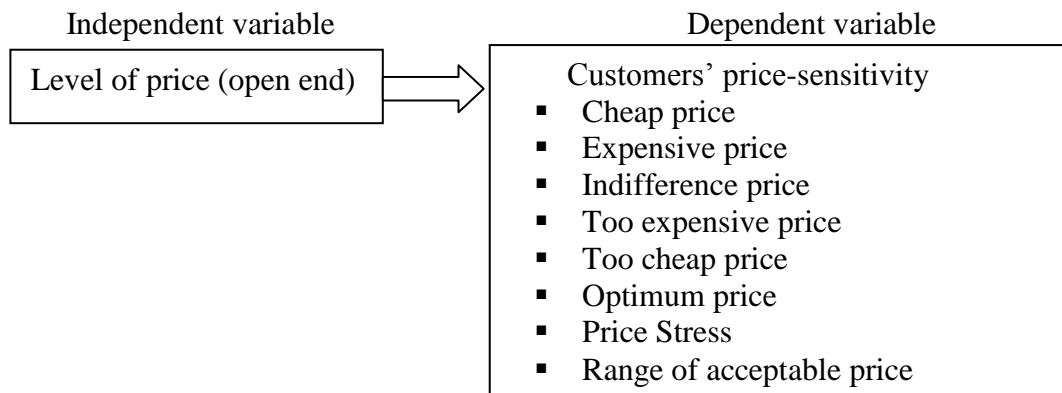 Independent variable
Dependent variable
Level of price (open end)
Customers’ price-sensitivity
▪ Cheap price
▪ Expensive price
▪ Indifference price
▪ Too expensive price
▪ Too cheap price
▪ Optimum price
▪ Price Stress
▪ Range of acceptable price